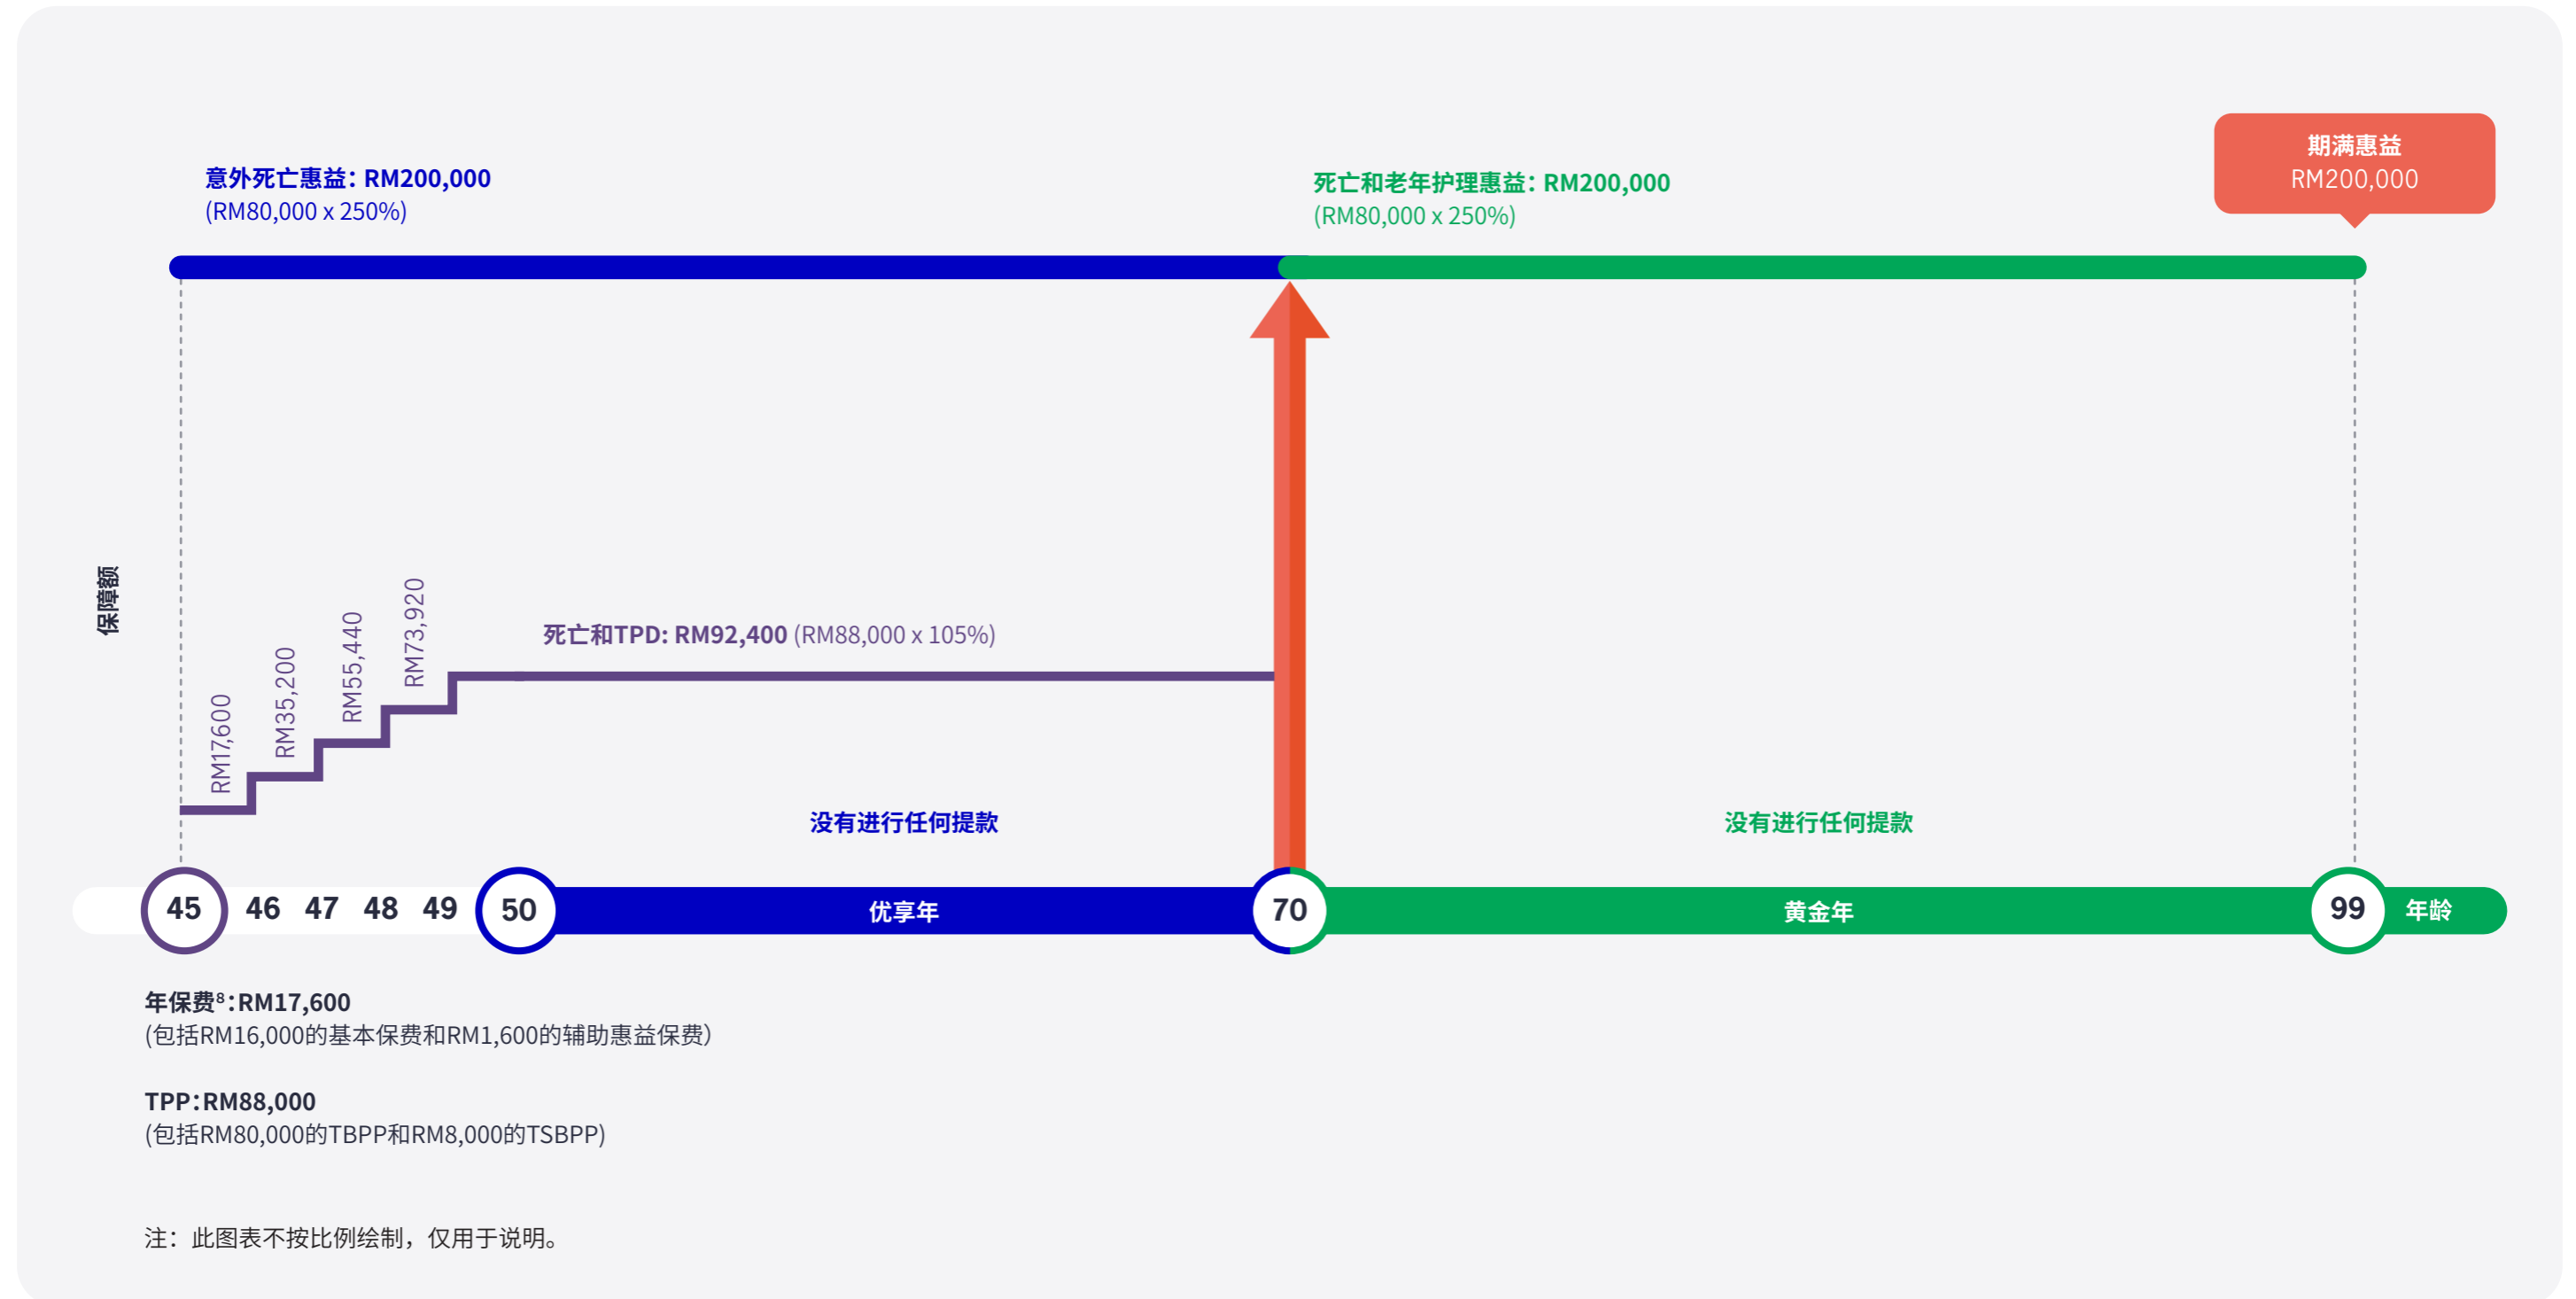 期满惠益
RM200,000
意外死亡惠益：RM200,000
(RM80,000 x 250%)
死亡和老年护理惠益：RM200,000
(RM80,000 x 250%)
保障额
RM17,600
RM35,200
RM55,440
RM73,920
死亡和TPD: RM92,400 (RM88,000 x 105%)
没有进行任何提款
没有进行任何提款
45 46 47 48 49 50 优享年 70 黄金年 99 年龄
年保费⁸：RM17,600
(包括RM16,000的基本保费和RM1,600的辅助惠益保费）
TPP：RM88,000
(包括RM80,000的TBPP和RM8,000的TSBPP)
注：此图表不按比例绘制，仅用于说明。